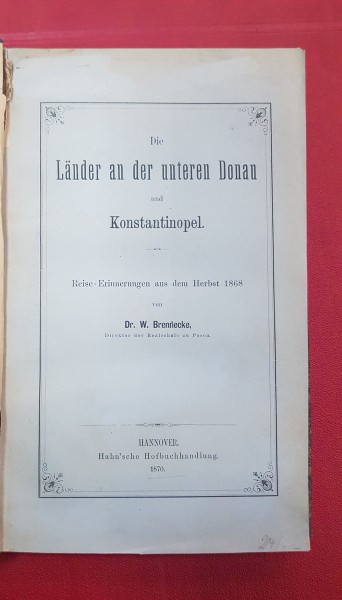 Die
Länder an der unteren Donau
und
Konstantinopel.
Reise-Erinnerungen aus dem Herbst 1868
von
Dr. W. Brennecke,
Direktor der Realschule zu Posen.
HANNOVER.
Hahn'sche Hofbuchhandlung.
1870.